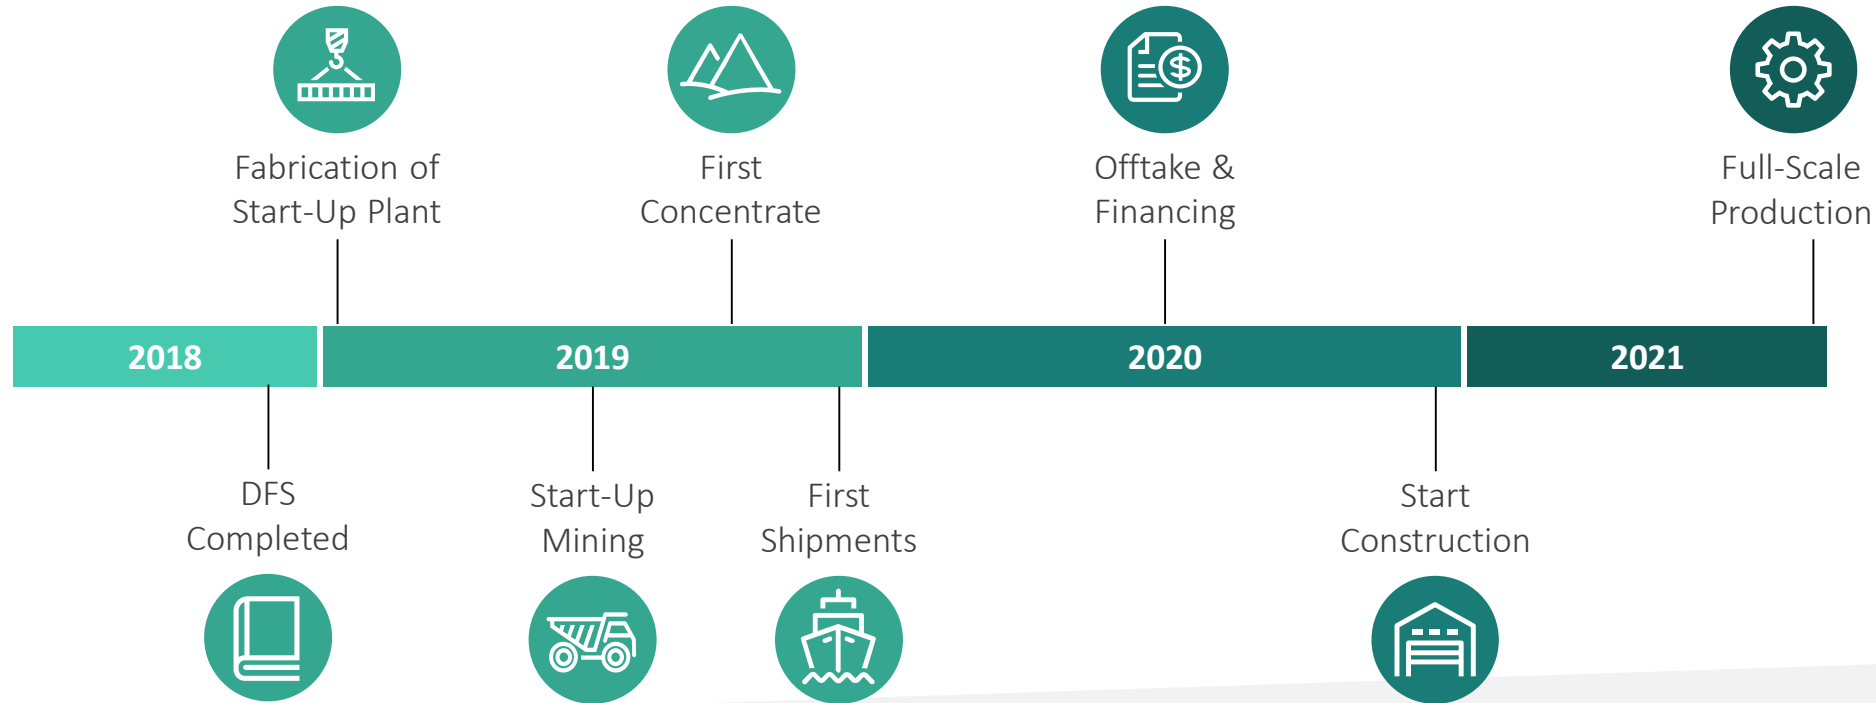 Fabrication of
Start-Up Plant
First
Concentrate
Offtake &
Financing
Full-Scale
Production
2018
2019
2020
2021
DFS
Completed
Start-Up
Mining
First
Shipments
Start
Construction
$